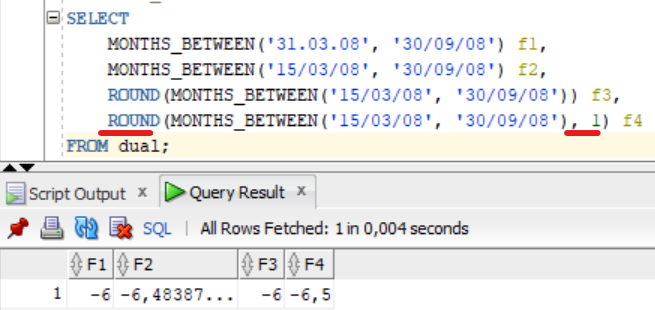 SELECT
MONTHS_BETWEEN('31.03.08', '30/09/08') f1,
MONTHS_BETWEEN('15/03/08', '30/09/08') f2,
ROUND(MONTHS_BETWEEN('15/03/08', '30/09/08')) f3,
ROUND(MONTHS_BETWEEN('15/03/08', '30/09/08'), 1) f4
FROM dual;
Script Output x Query Result x
SQL | All Rows Fetched: 1 in 0,004 seconds
F1 F2 F3 F4
1 -6 -6,48387... -6 -6,5